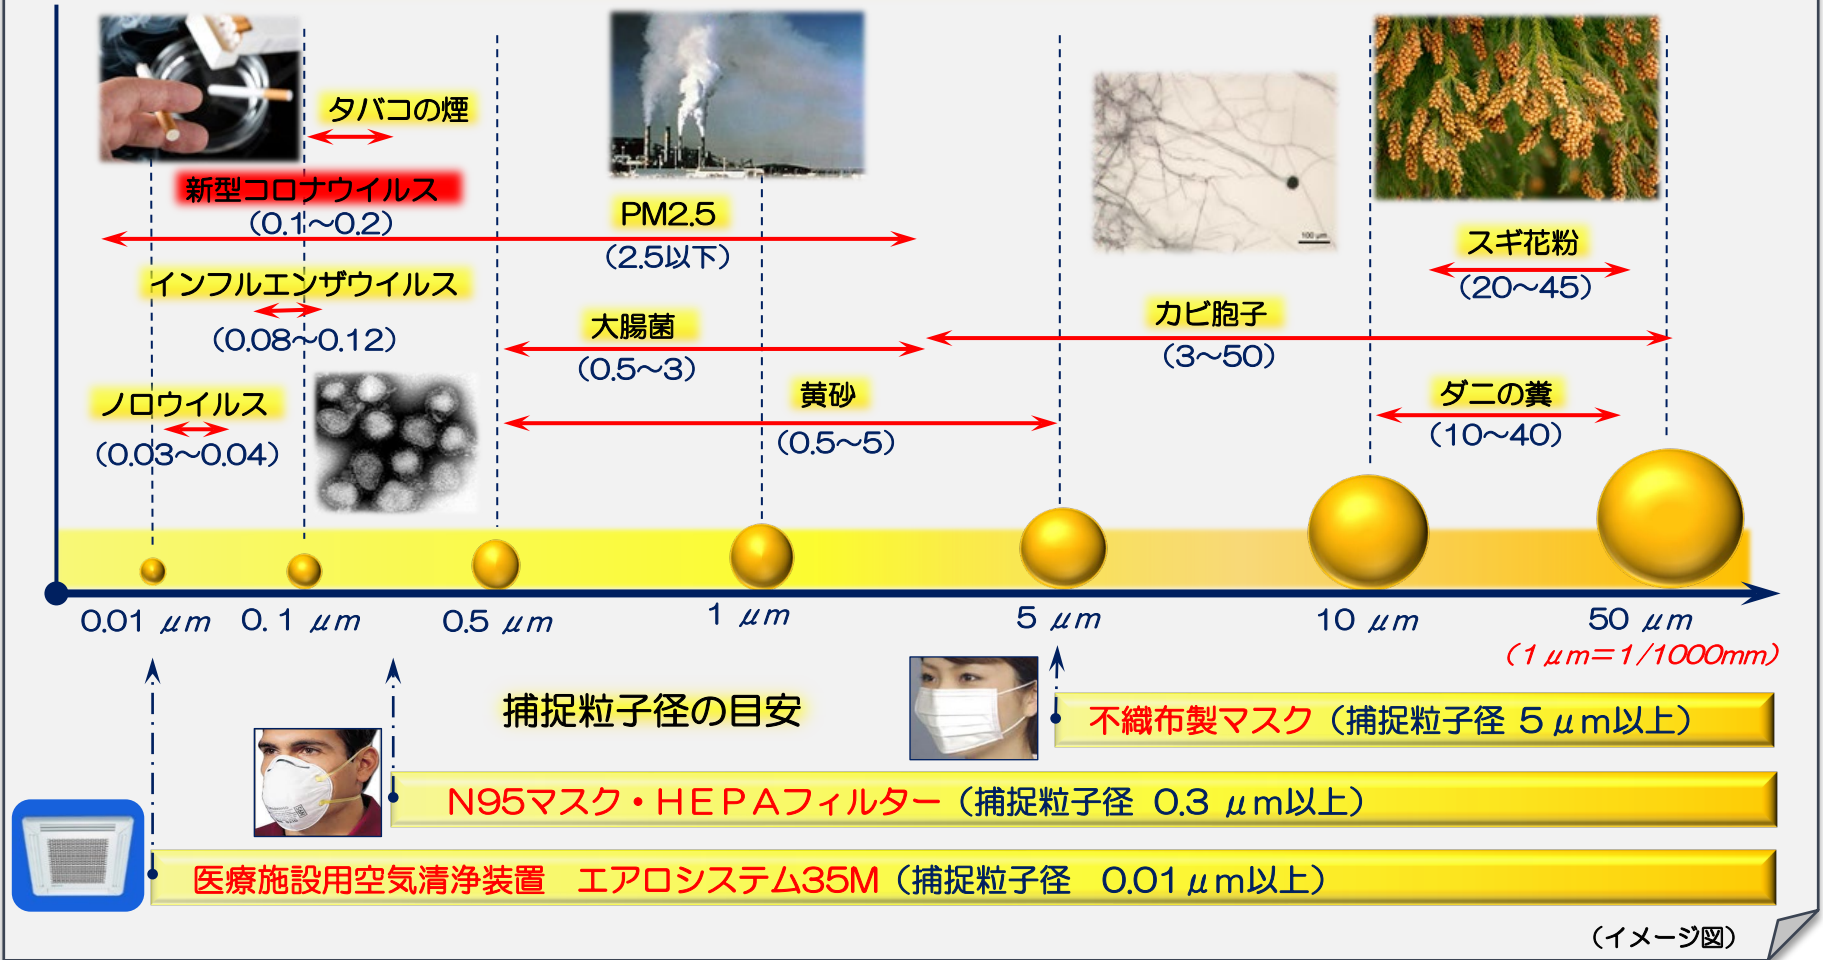 タバコの煙
新型コロナウイルス
(0.1～0.2)
インフルエンザウイルス
(0.08～0.12)
ノロウイルス
(0.03～0.04)
PM2.5
(2.5以下)
大腸菌
(0.5～3)
黄砂
(0.5～5)
100 µm
カビ胞子
(3～50)
スギ花粉
(20～45)
ダニの糞
(10～40)
0.01 μm 0.1 μm 0.5 μm 1 μm 5 μm 10 μm 50 μm
(1μm＝1/1000mm)
捕捉粒子径の目安
不織布製マスク（捕捉粒子径 5μm以上）
N95マスク・HEPAフィルター（捕捉粒子径 0.3 μm以上）
医療施設用空気清浄装置 エアロシステム35M（捕捉粒子径 0.01μm以上）
（イメージ図）